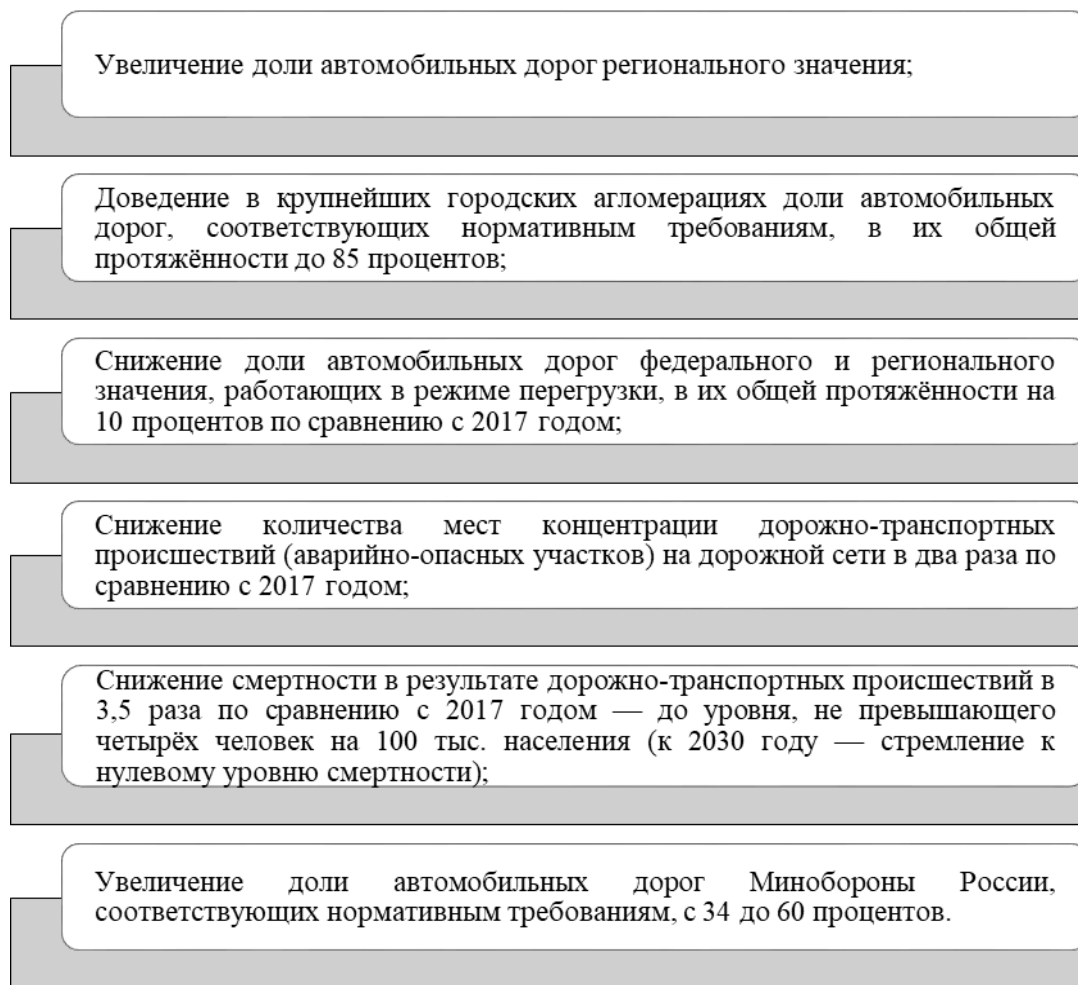 Увеличение доли автомобильных дорог регионального значения;
Доведение в крупнейших городских агломерациях доли автомобильных
дорог, соответствующих нормативным требованиям, в их общей
протяжённости до 85 процентов;
Снижение доли автомобильных дорог федерального и регионального
значения, работающих в режиме перегрузки, в их общей протяжённости на
10 процентов по сравнению с 2017 годом;
Снижение количества мест концентрации дорожно-транспортных
происшествий (аварийно-опасных участков) на дорожной сети в два раза по
сравнению с 2017 годом;
Снижение смертности в результате дорожно-транспортных происшествий в
3,5 раза по сравнению с 2017 годом — до уровня, не превышающего
четырёх человек на 100 тыс. населения (к 2030 году — стремление к
нулевому уровню смертности);
Увеличение доли автомобильных дорог Минобороны России,
соответствующих нормативным требованиям, с 34 до 60 процентов.